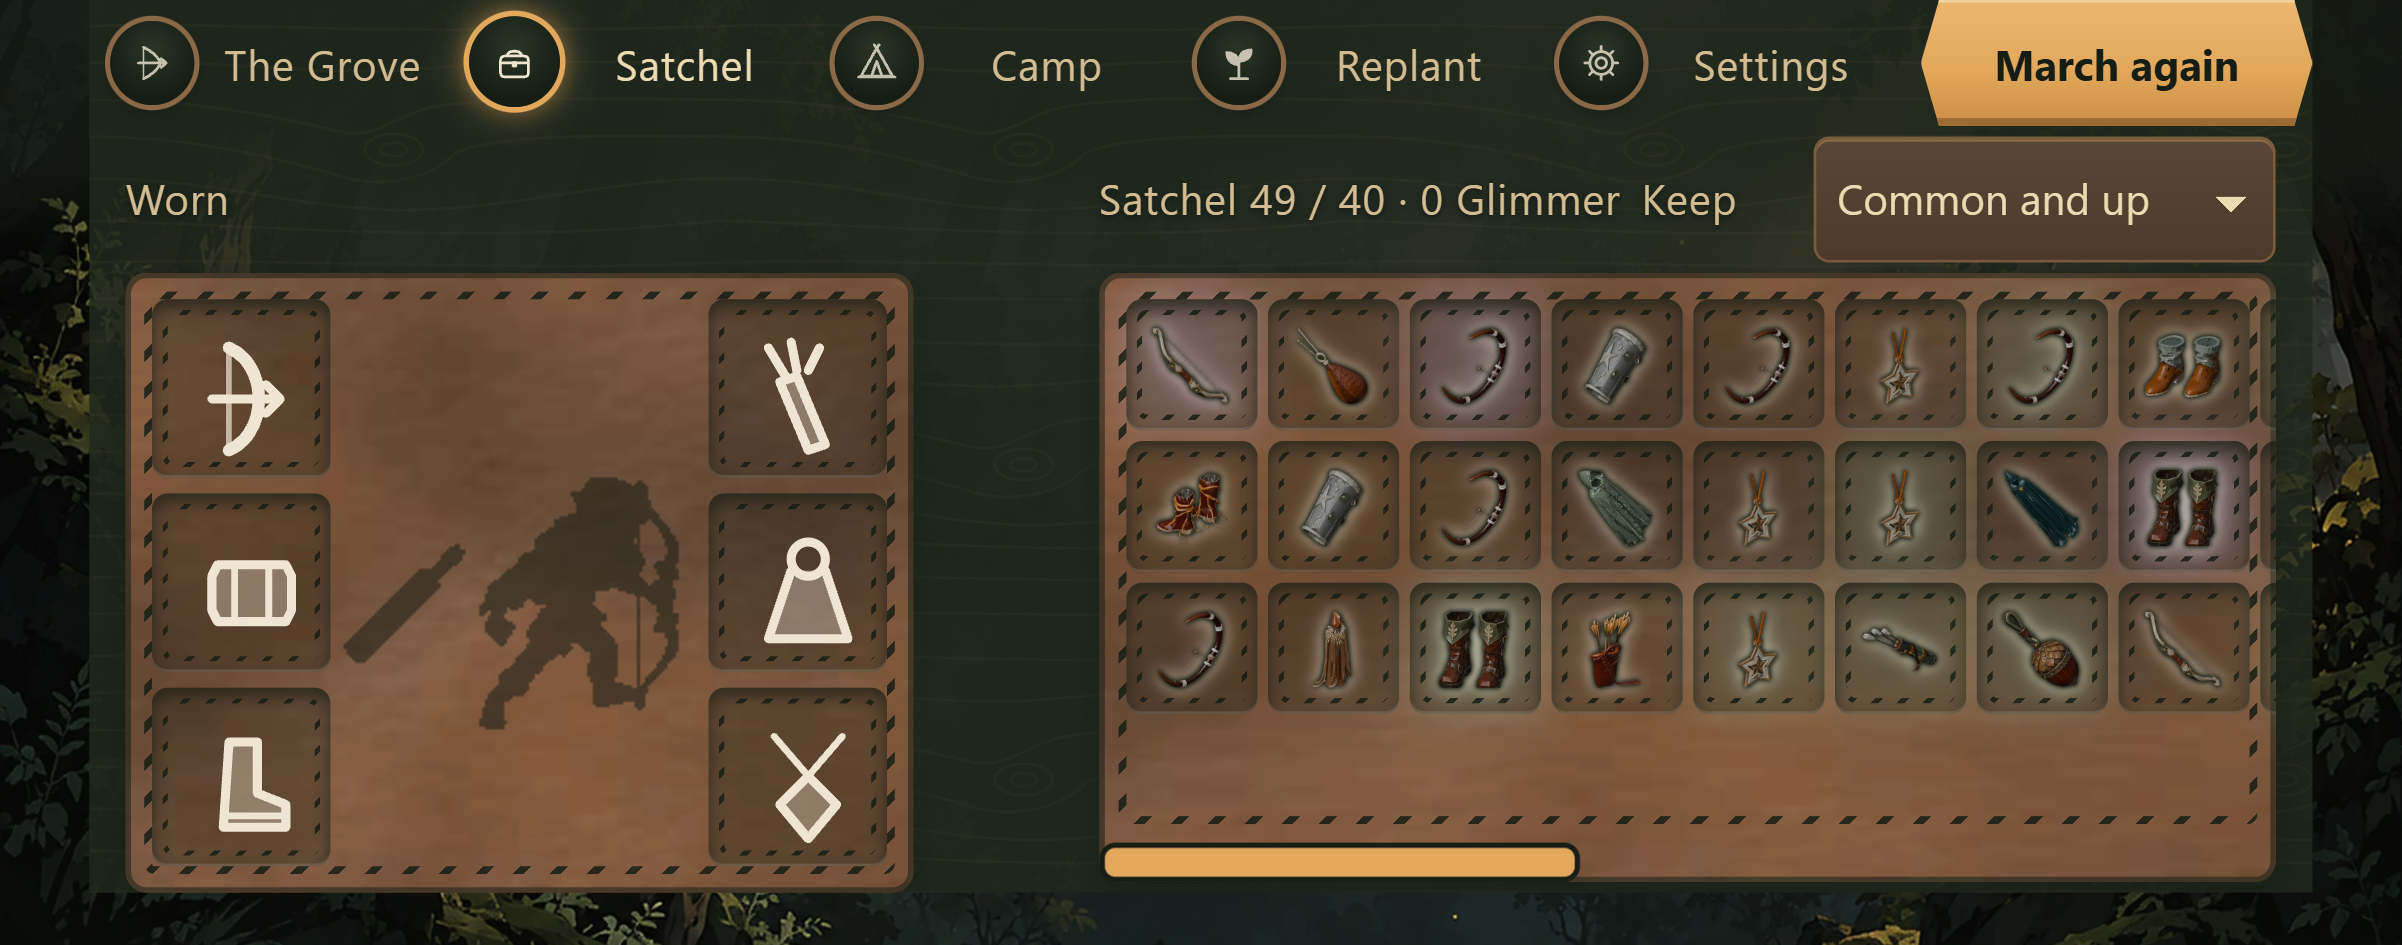 The Grove
Satchel
Camp
Replant
Settings
March again
Worn
Satchel 49 / 40 · 0 Glimmer Keep
Common and up